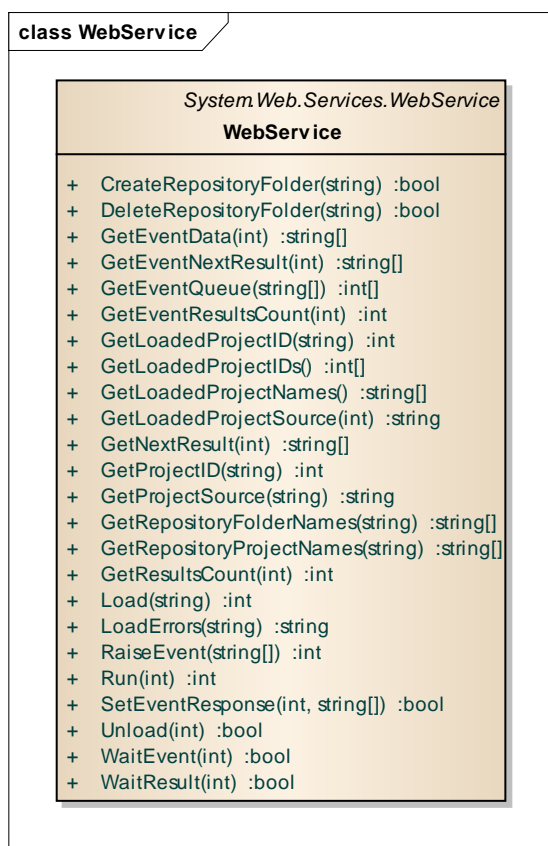 class WebService
System.Web.Services.WebService
WebService
+ CreateRepositoryFolder(string) :bool
+ DeleteRepositoryFolder(string) :bool
+ GetEventData(int) :string[]
+ GetEventNextResult(int) :string[]
+ GetEventQueue(string[]) :int[]
+ GetEventResultsCount(int) :int
+ GetLoadedProjectID(string) :int
+ GetLoadedProjectIDs() :int[]
+ GetLoadedProjectNames() :string[]
+ GetLoadedProjectSource(int) :string
+ GetNextResult(int) :string[]
+ GetProjectID(string) :int
+ GetProjectSource(string) :string
+ GetRepositoryFolderNames(string) :string[]
+ GetRepositoryProjectNames(string) :string[]
+ GetResultsCount(int) :int
+ Load(string) :int
+ LoadErrors(string) :string
+ RaiseEvent(string[]) :int
+ Run(int) :int
+ SetEventResponse(int, string[]) :bool
+ Unload(int) :bool
+ WaitEvent(int) :bool
+ WaitResult(int) :bool